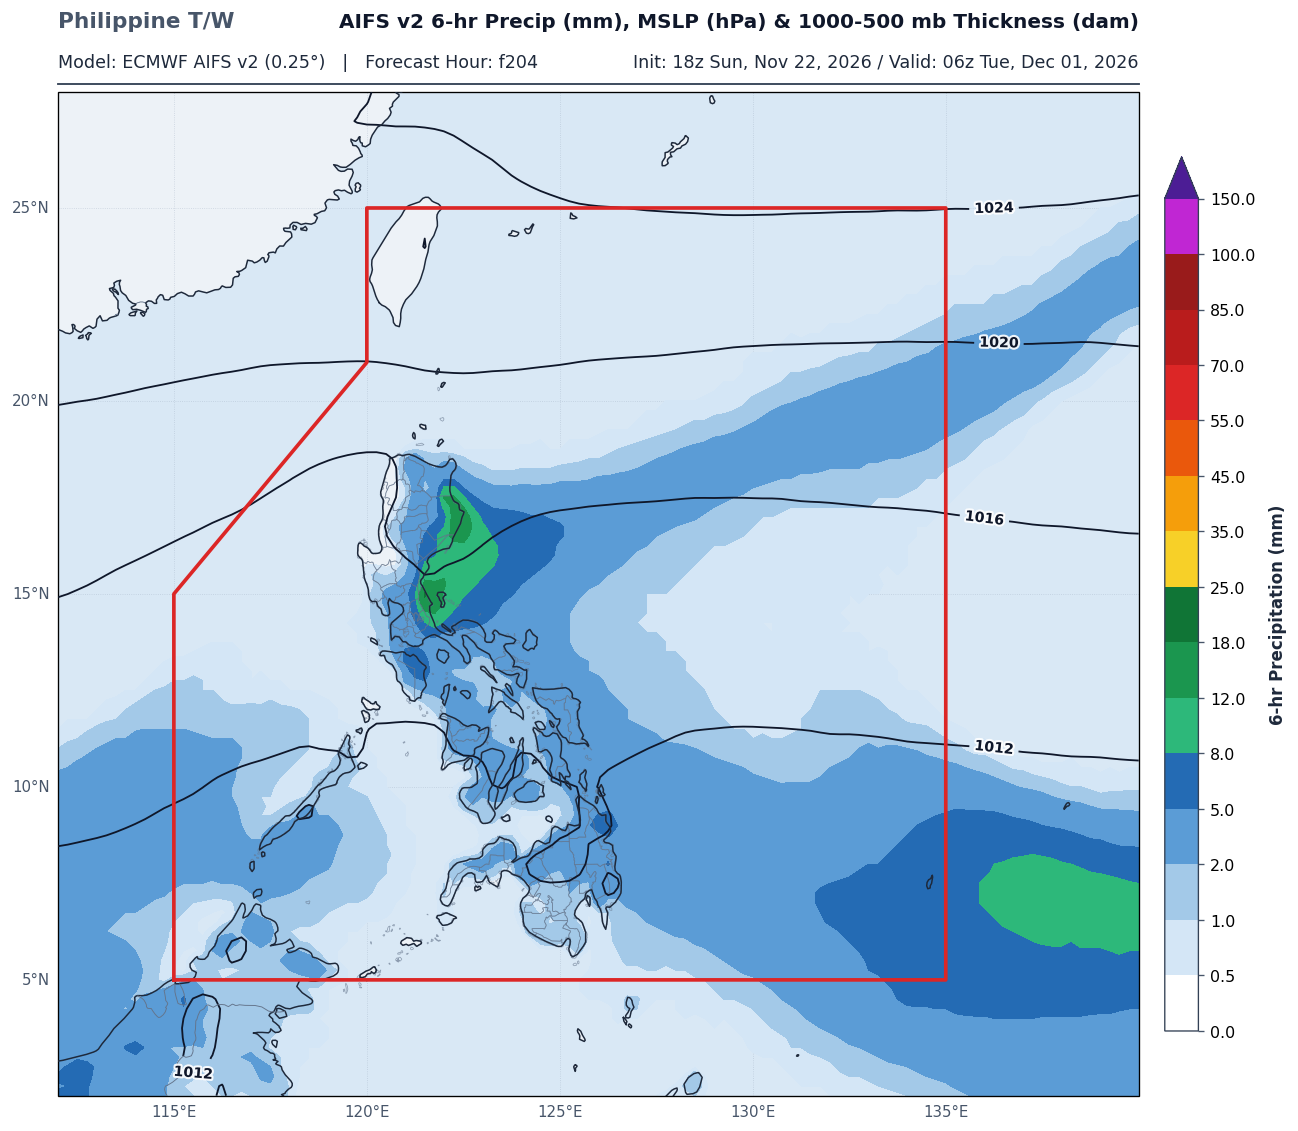 Philippine T/W
AIFS v2 6-hr Precip (mm), MSLP (hPa) & 1000-500 mb Thickness (dam)
Model: ECMWF AIFS v2 (0.25°) | Forecast Hour: f204
Init: 18z Sun, Nov 22, 2026 / Valid: 06z Tue, Dec 01, 2026
25°N
20°N
15°N
10°N
5°N
1024
1020
1016
1012
1012
115°E
120°E
125°E
130°E
135°E
150.0
100.0
85.0
70.0
55.0
45.0
35.0
25.0
18.0
12.0
8.0
5.0
2.0
1.0
0.5
0.0
6-hr Precipitation (mm)